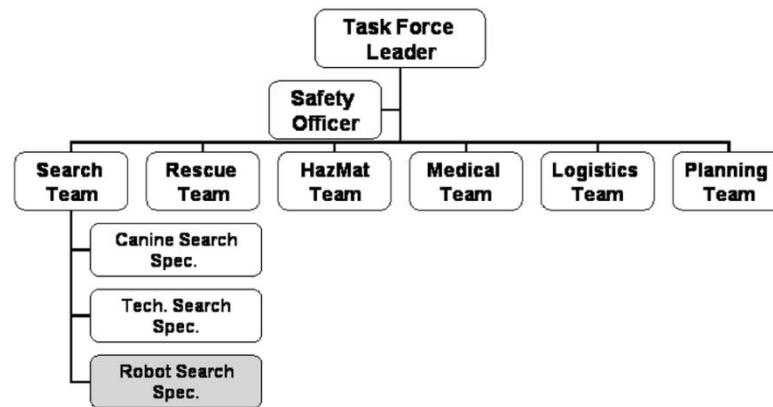 Task Force
Leader
Safety
Officer
Search
Team
Rescue
Team
HazMat
Team
Medical
Team
Logistics
Team
Planning
Team
Canine Search
Spec.
Tech. Search
Spec.
Robot Search
Spec.